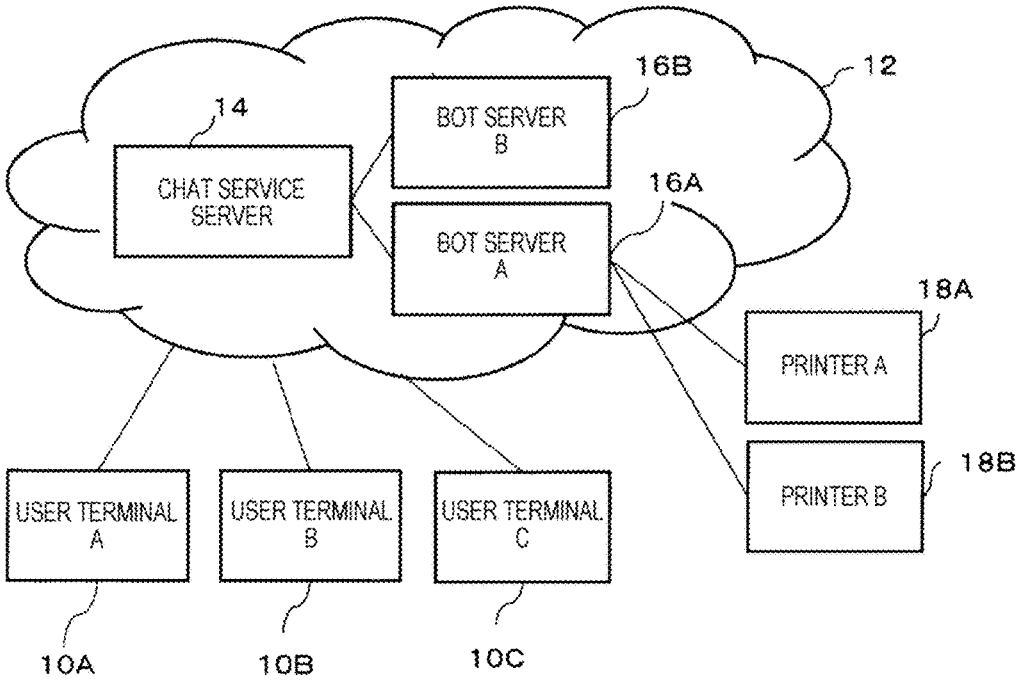 16B
12
14
BOT SERVER
B
CHAT SERVICE
SERVER
16A
BOT SERVER
A
18A
PRINTER A
18B
PRINTER B
USER TERMINAL
A
USER TERMINAL
B
USER TERMINAL
C
10A
10B
10C